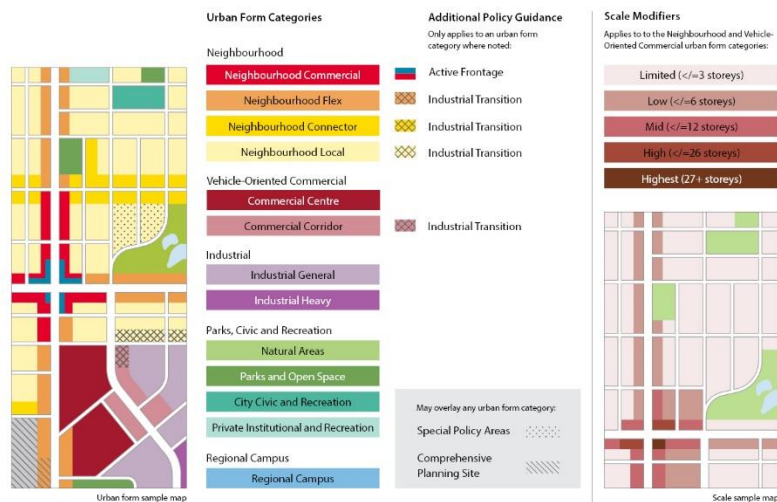 Urban Form Categories
Neighbourhood
Neighbourhood Commercial
Neighbourhood Flex
Neighbourhood Connector
Neighbourhood Local
Vehicle-Oriented Commercial
Commercial Centre
Commercial Corridor
Industrial
Industrial General
Industrial Heavy
Parks, Civic and Recreation
Natural Areas
Parks and Open Space
City Civic and Recreation
Private Institutional and Recreation
Regional Campus
Regional Campus
Urban form sample map
Additional Policy Guidance
Only applies to an urban form
category where noted:
Active Frontage
Industrial Transition
Industrial Transition
Industrial Transition
Industrial Transition
May overlay any urban form category:
Special Policy Areas
Comprehensive
Planning Site
Scale Modifiers
Applies to to the Neighbourhood and Vehicle-
Oriented Commercial urban form categories:
Limited (</=3 storeys)
Low (</=6 storeys)
Mid (</=12 storeys)
High (</=26 storeys)
Highest (27+ storeys)
Scale sample map